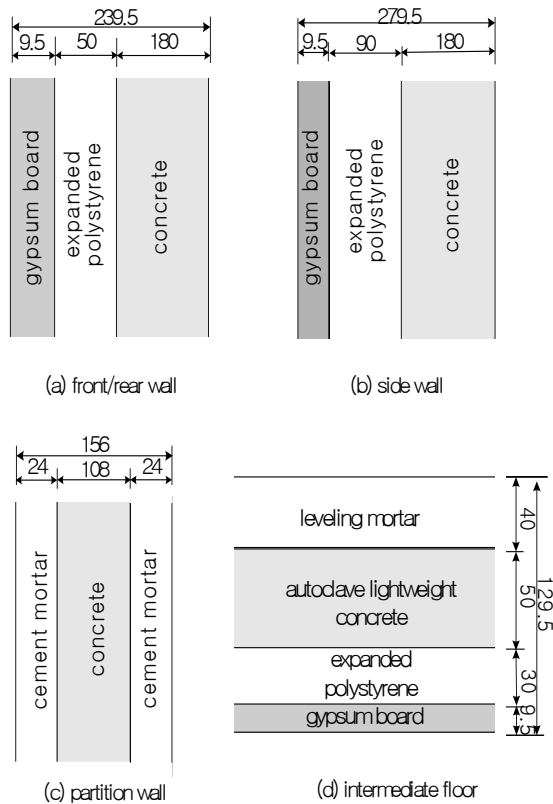 239.5
9.5 50 180
gypsum board
expanded
polystyrene
concrete
(a) front/rear wall
279.5
9.5 90 180
gypsum board
expanded
polystyrene
concrete
(b) side wall
156
24 108 24
cement mortar
concrete
cement mortar
(c) partition wall
leveling mortar
autoclave lightweight
concrete
expanded
polystyrene
gypsum board
40
50
30
9.5
129.5
(d) intermediate floor